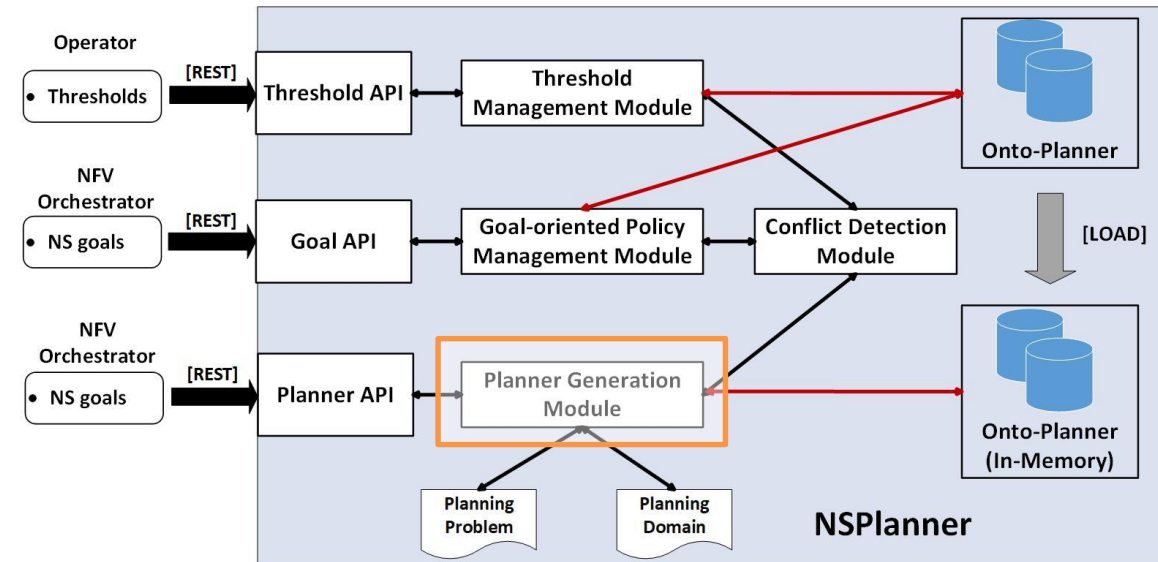 Operator
• Thresholds
[REST]
Threshold API
Threshold
Management Module
Onto-Planner
NFV
Orchestrator
• NS goals
[REST]
Goal API
Goal-oriented Policy
Management Module
Conflict Detection
Module
[LOAD]
NFV
Orchestrator
• NS goals
[REST]
Planner API
Planner Generation
Module
Onto-Planner
(In-Memory)
Planning
Problem
Planning
Domain
NSPlanner